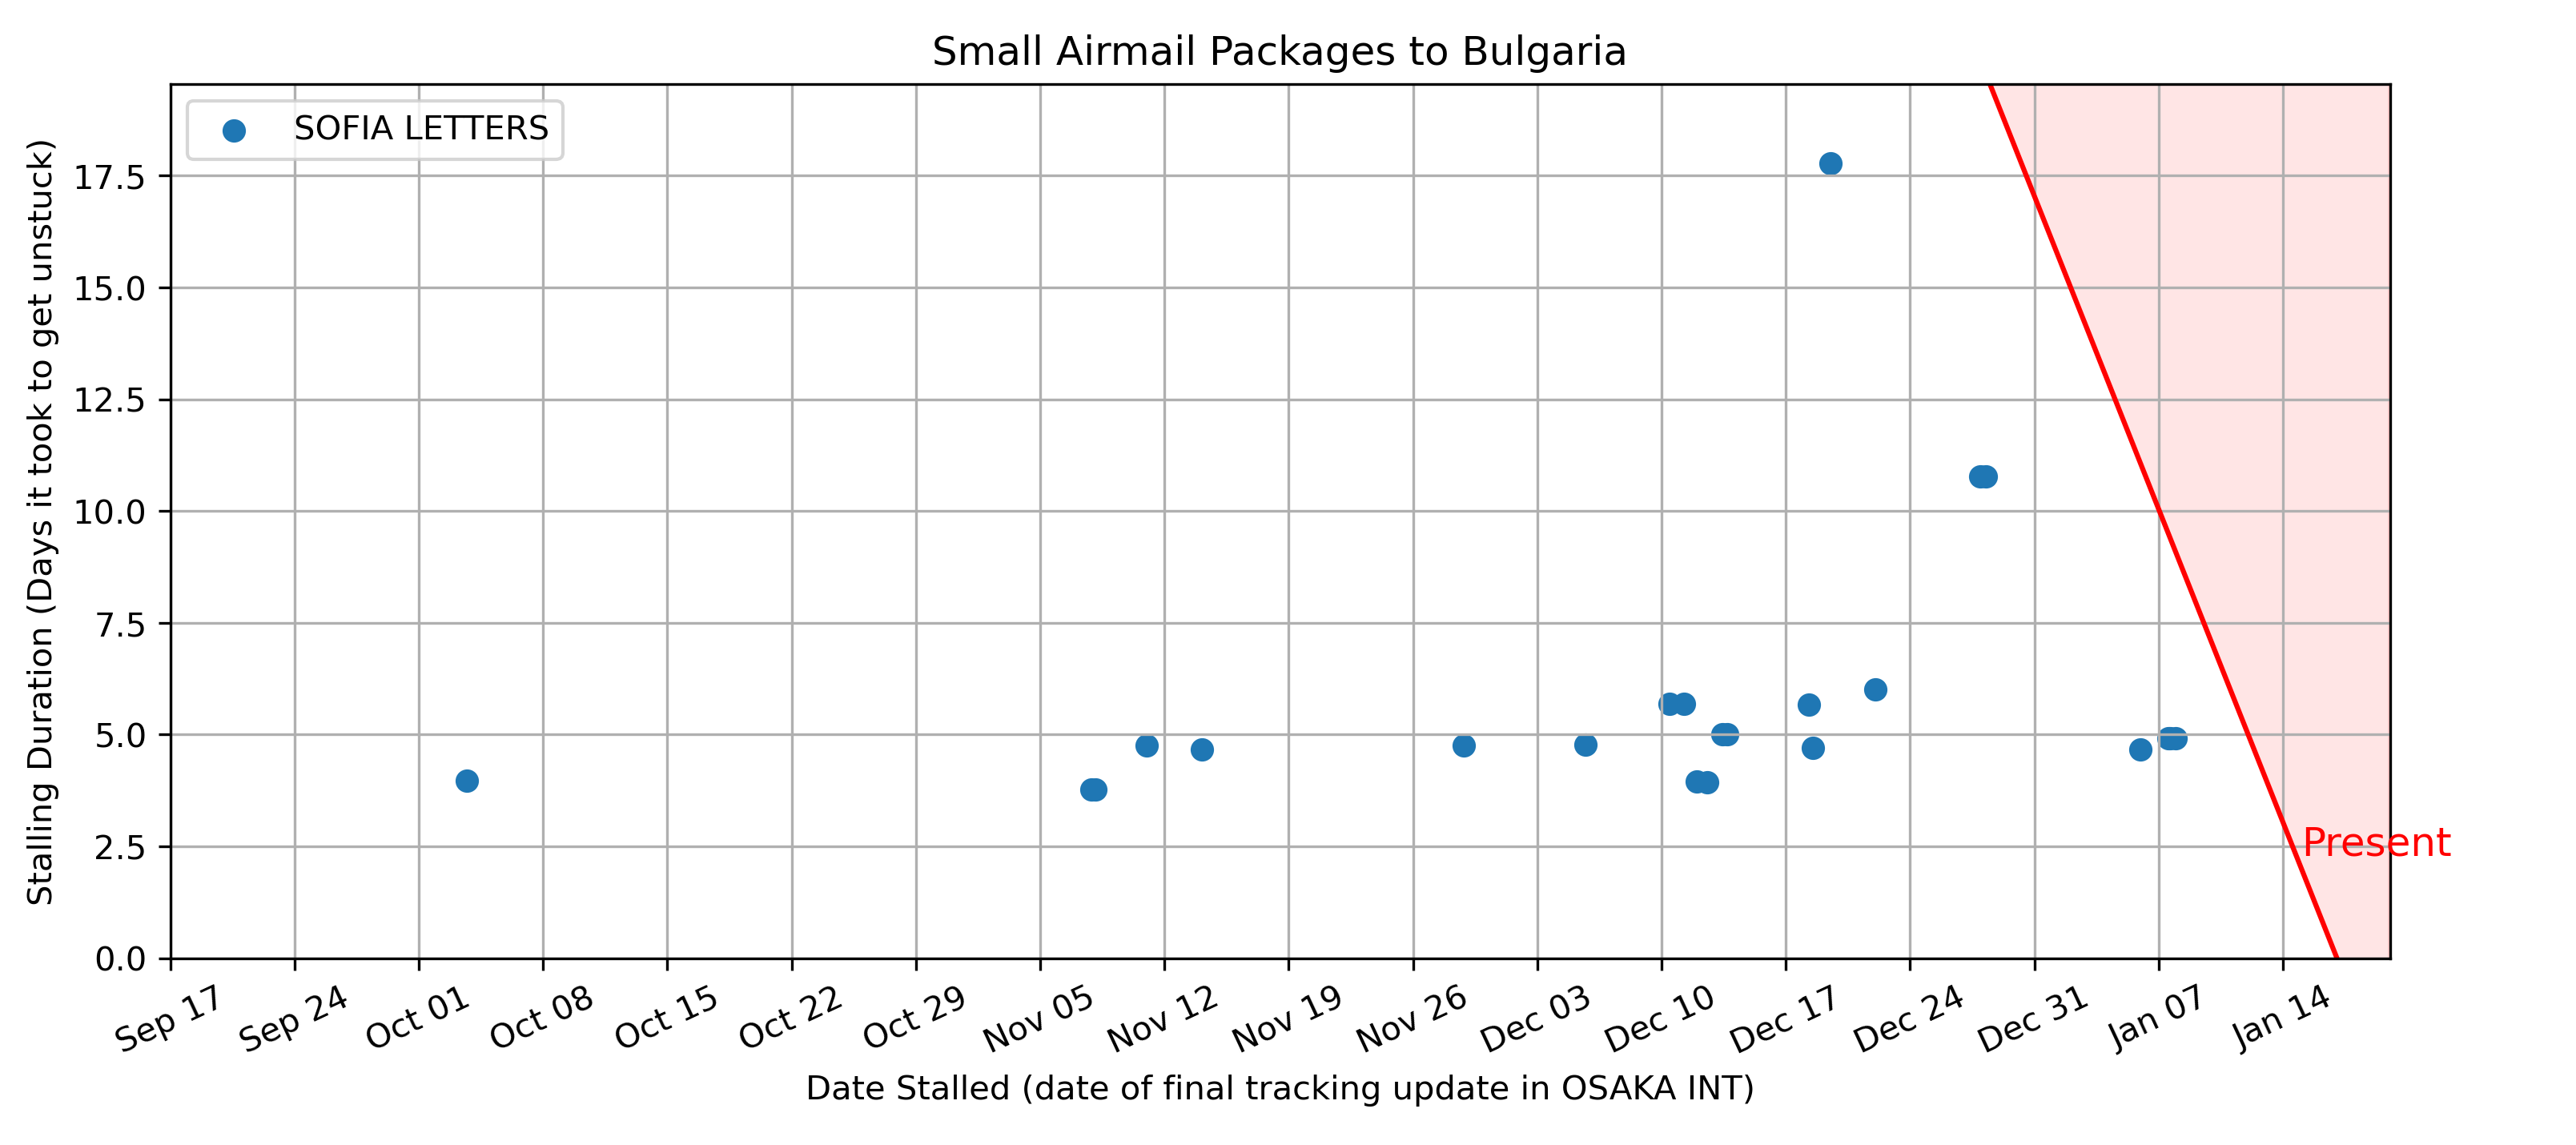 Small Airmail Packages to Bulgaria
SOFIA LETTERS
Stalling Duration (Days it took to get unstuck)
17.5
15.0
12.5
10.0
7.5
5.0
2.5
0.0
Present
Sep 17
Sep 24
Oct 01
Oct 08
Oct 15
Oct 22
Oct 29
Nov 05
Nov 12
Nov 19
Nov 26
Dec 03
Dec 10
Dec 17
Dec 24
Dec 31
Jan 07
Jan 14
Date Stalled (date of final tracking update in OSAKA INT)